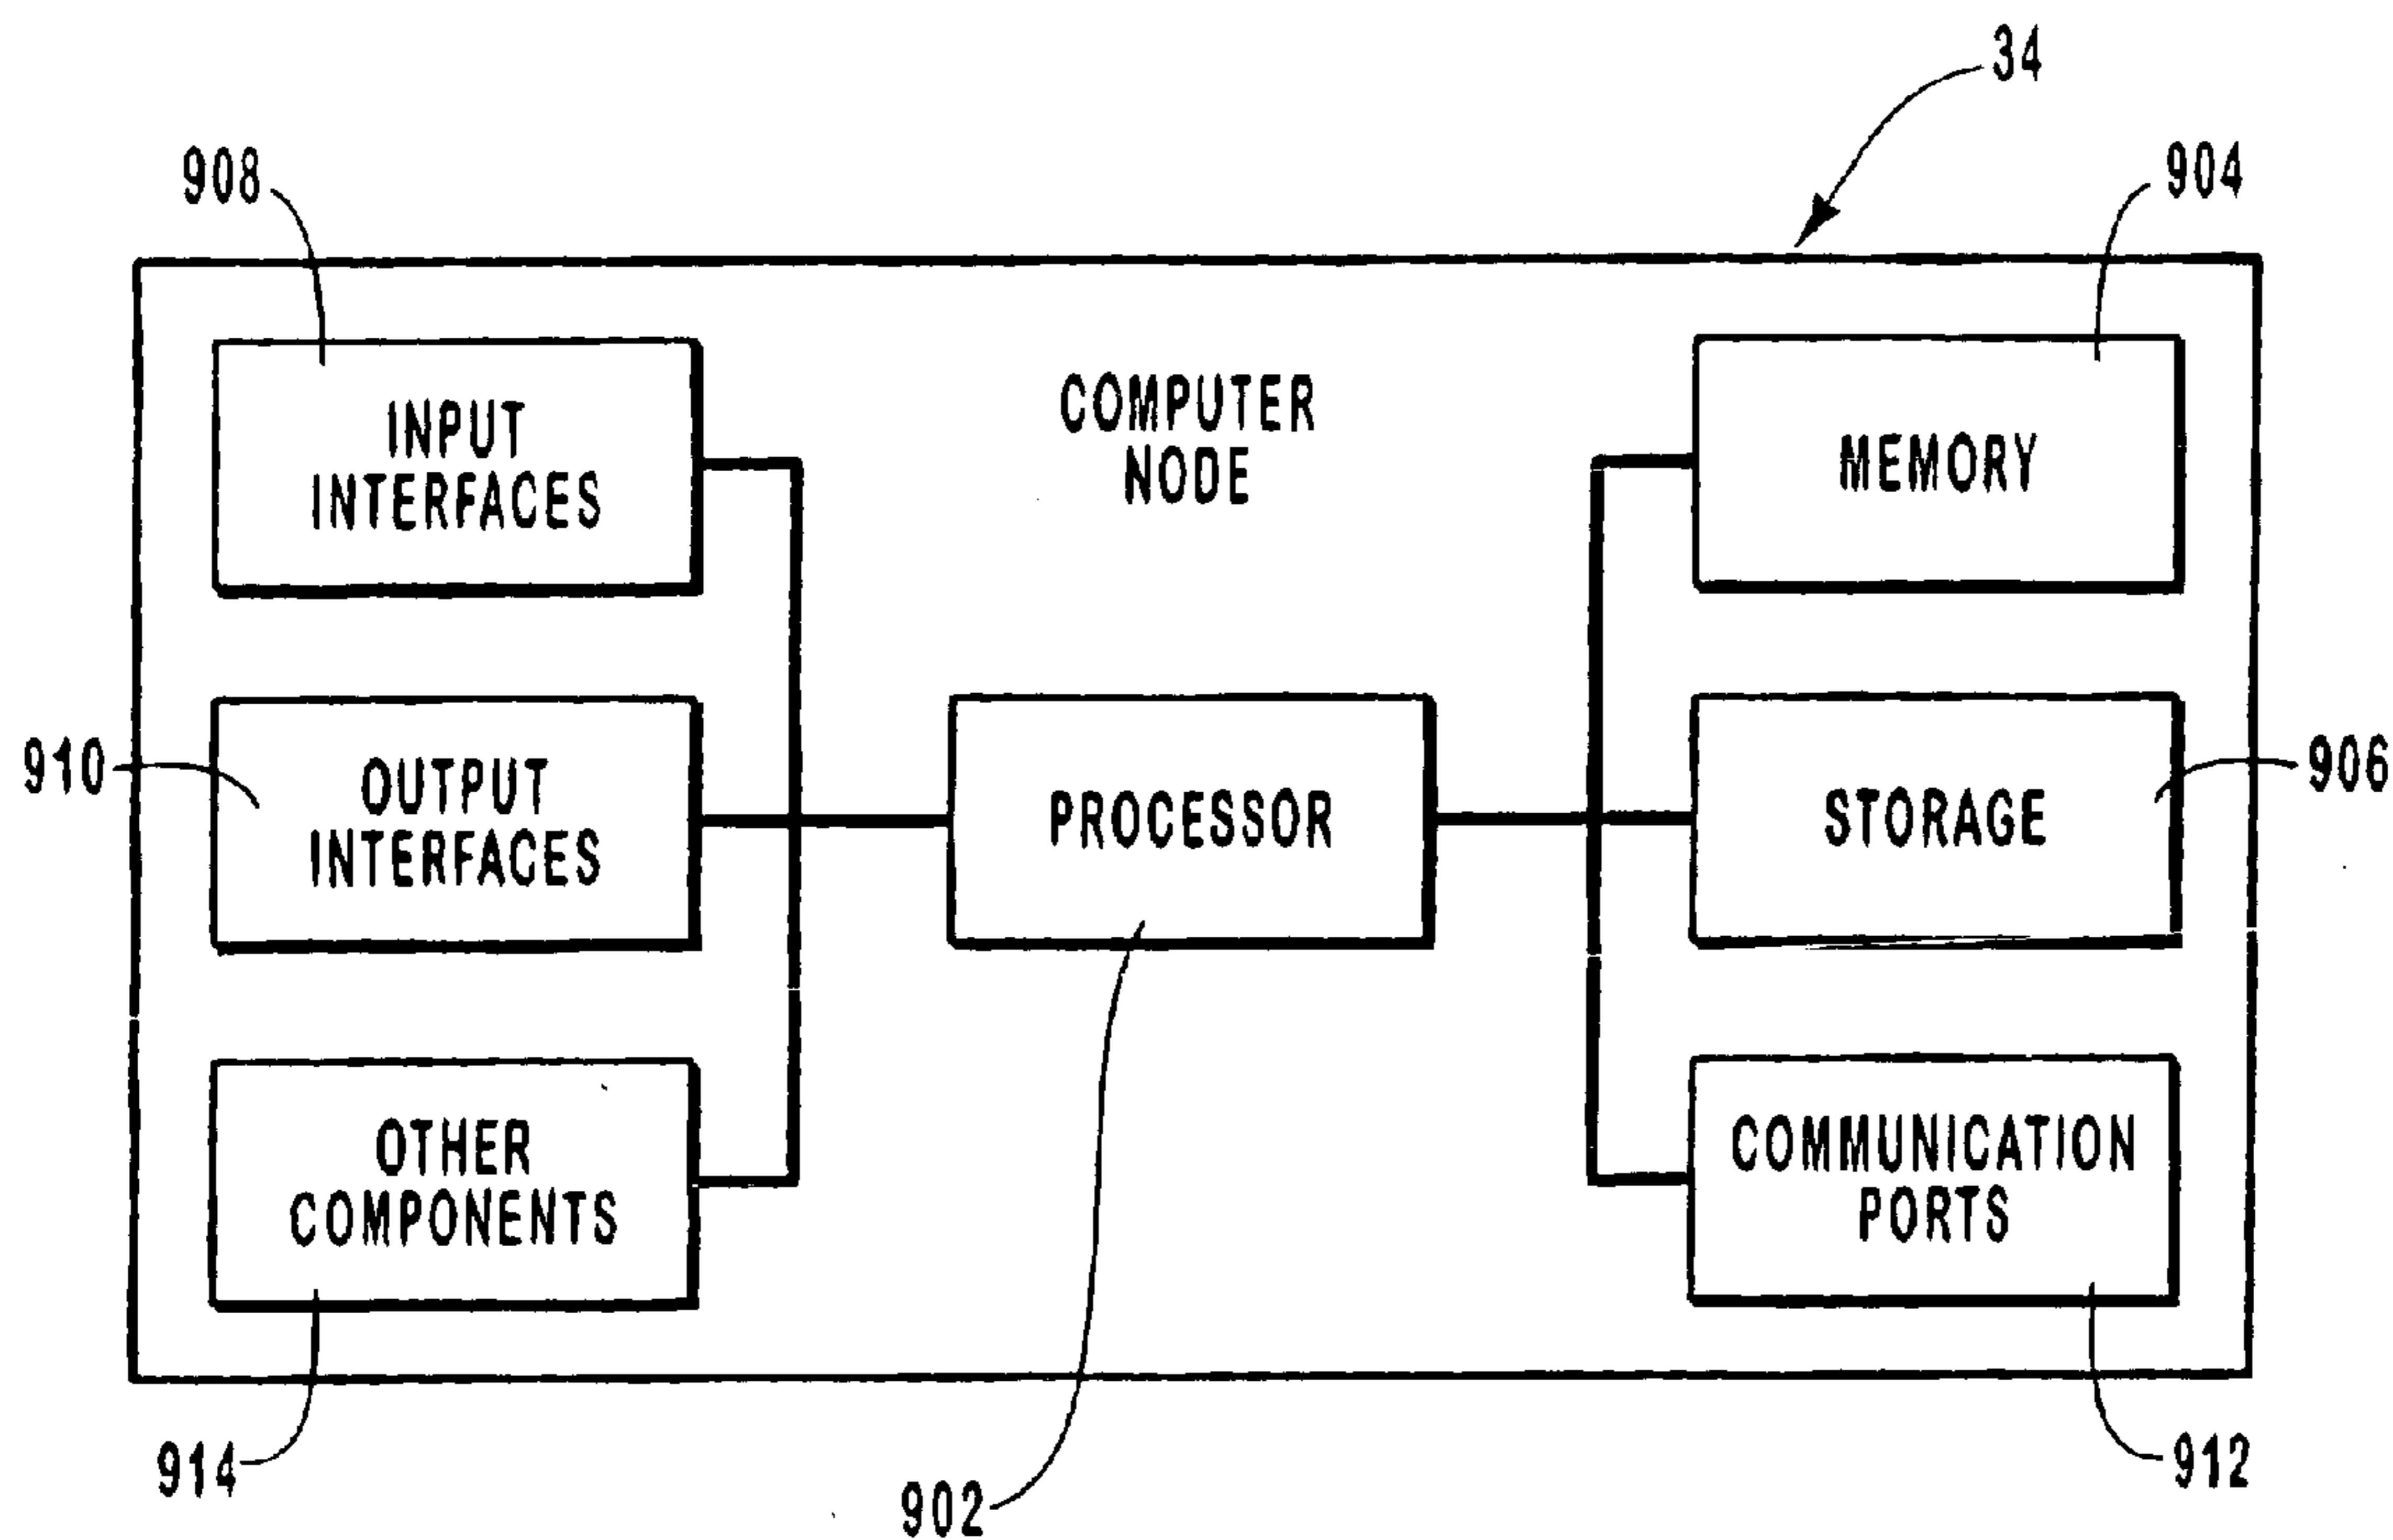 34
908
904
INPUT
INTERFACES
COMPUTER
NODE
MEMORY
910
OUTPUT
INTERFACES
PROCESSOR
STORAGE
906
OTHER
COMPONENTS
COMMUNICATION
PORTS
914
902
912